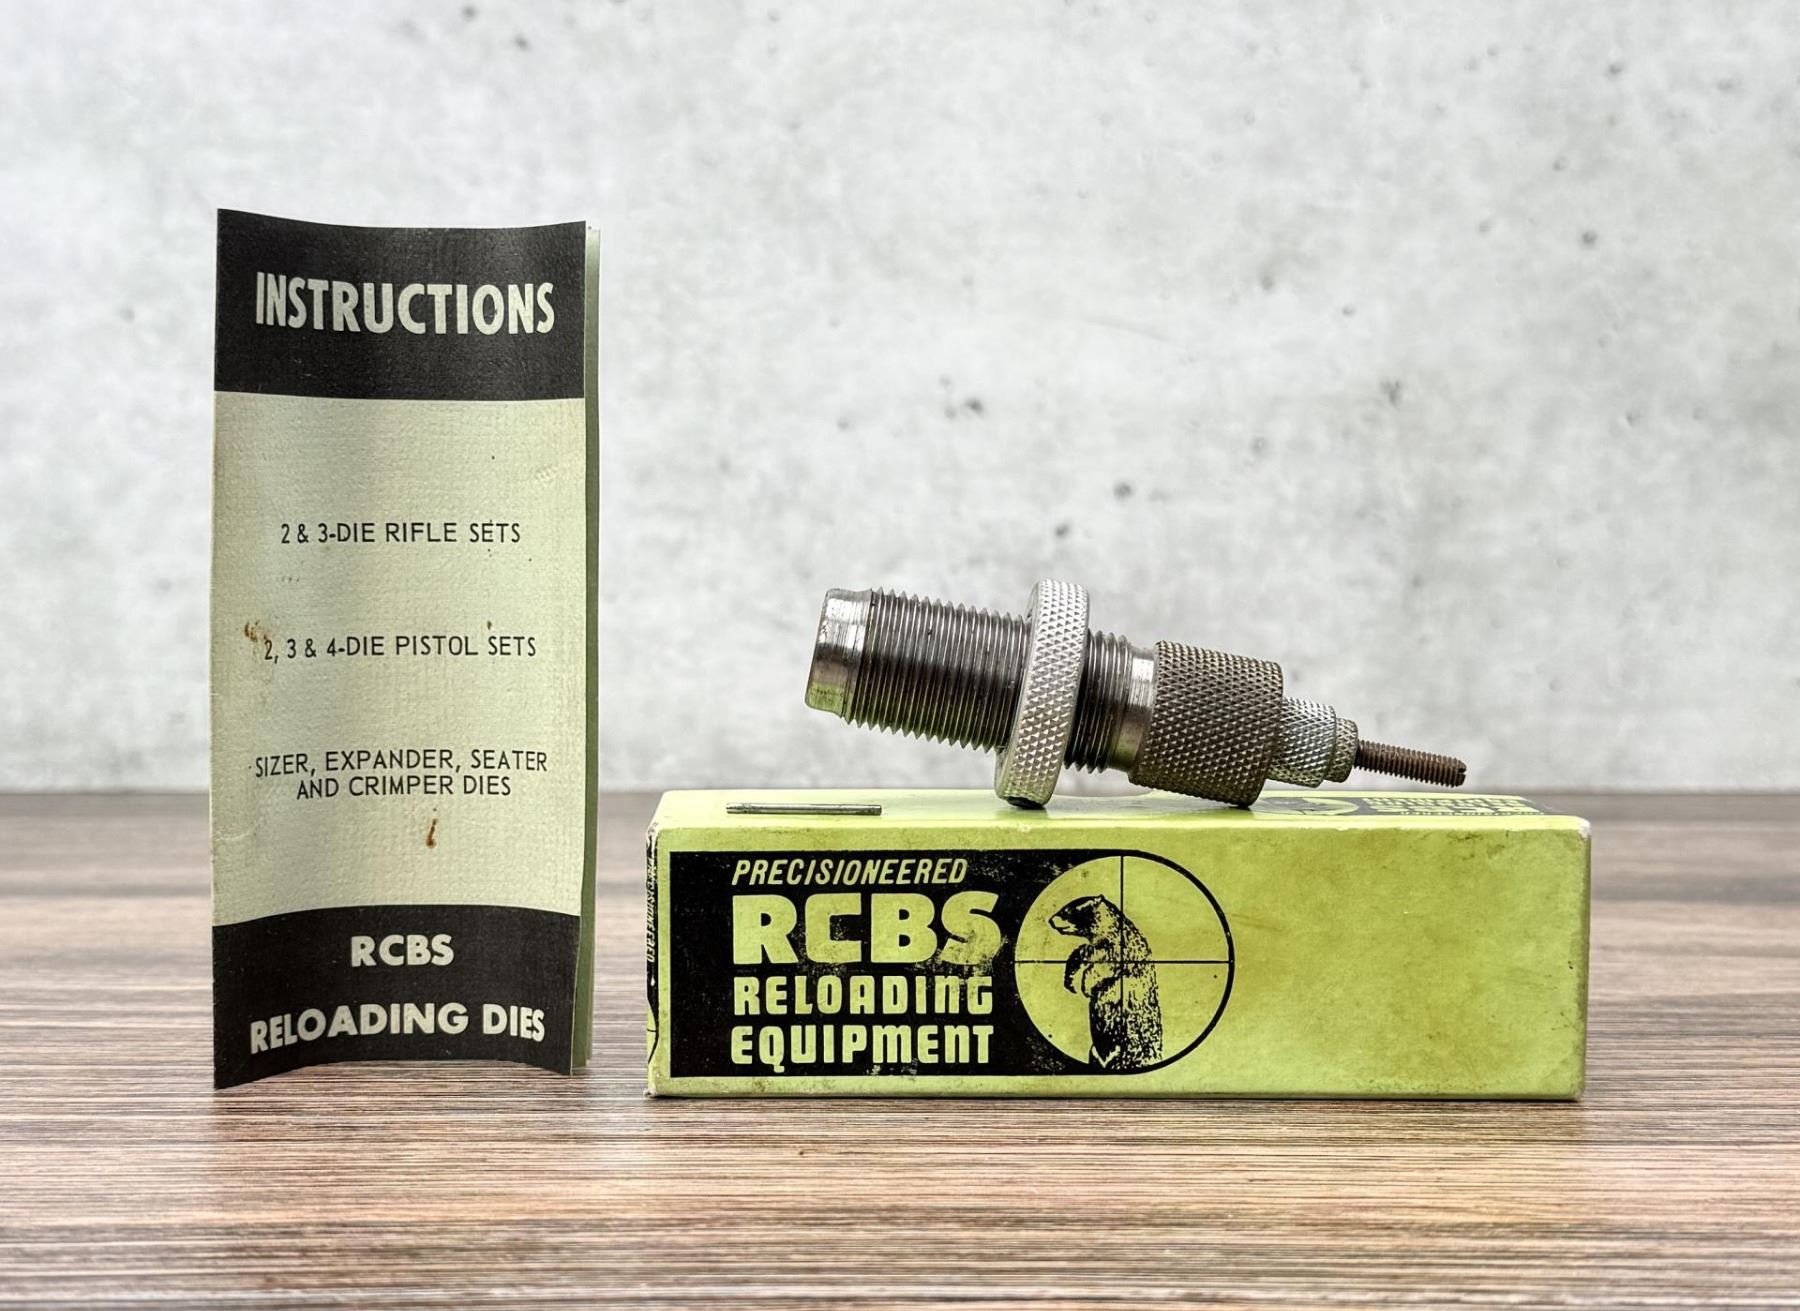 INSTRUCTIONS
2 & 3-DIE RIFLE SETS
2, 3 & 4-DIE PISTOL SETS
SIZER, EXPANDER, SEATER
AND CRIMPER DIES
RCBS
RELOADING DIES
PRECISIONEERED
RCBS
RELOADING
EQUIPMENT
PRECISIONEERED